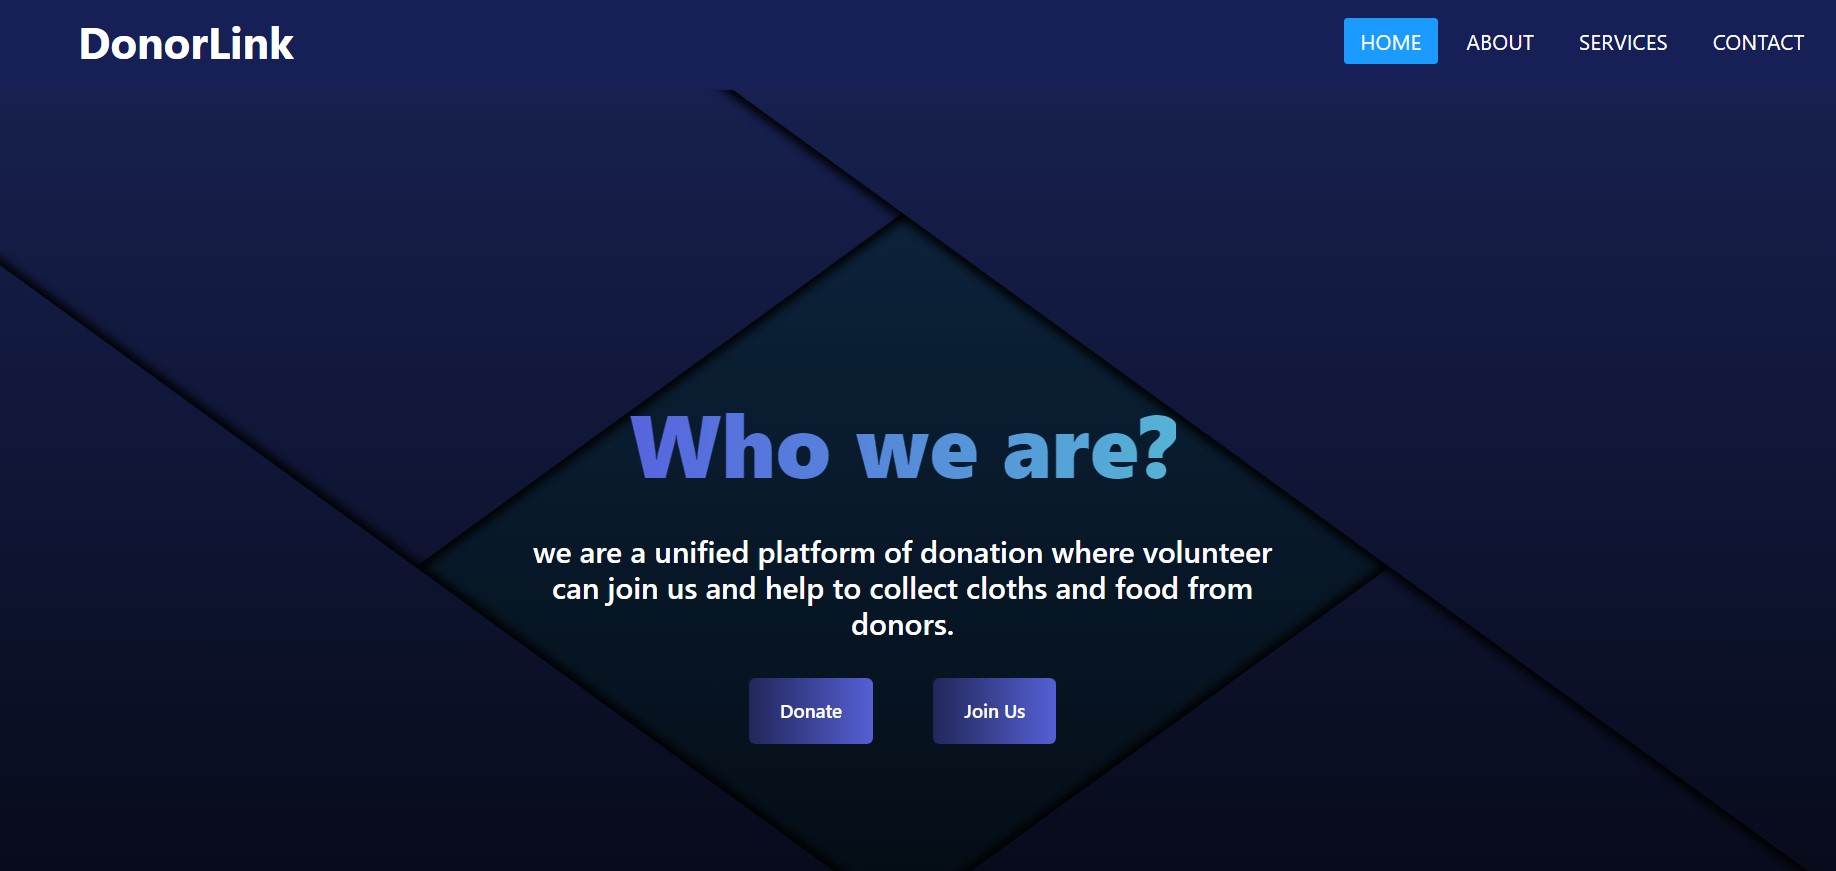 DonorLink
HOME ABOUT SERVICES CONTACT
Who we are?
we are a unified platform of donation where volunteer
can join us and help to collect cloths and food from
donors.
Donate Join Us